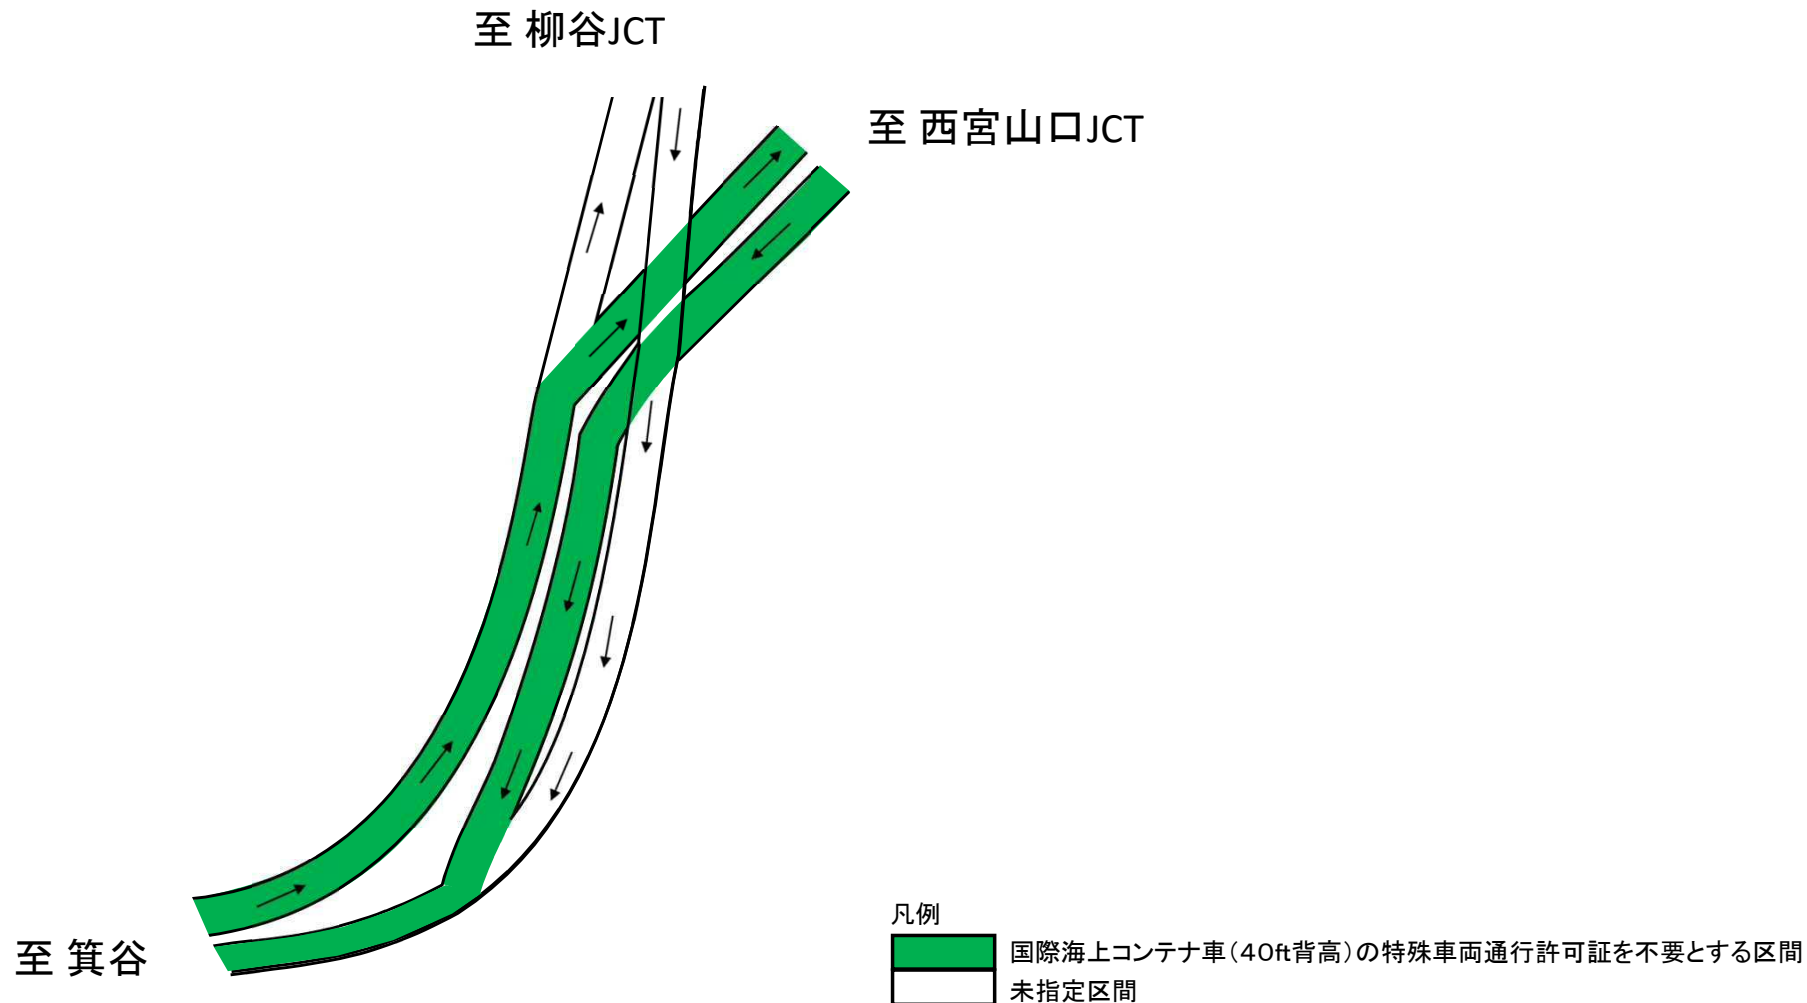 至 柳谷JCT
至 西宮山口JCT
至 箕谷
凡例
国際海上コンテナ車（40ft背高）の特殊車両通行許可証を不要とする区間
未指定区間